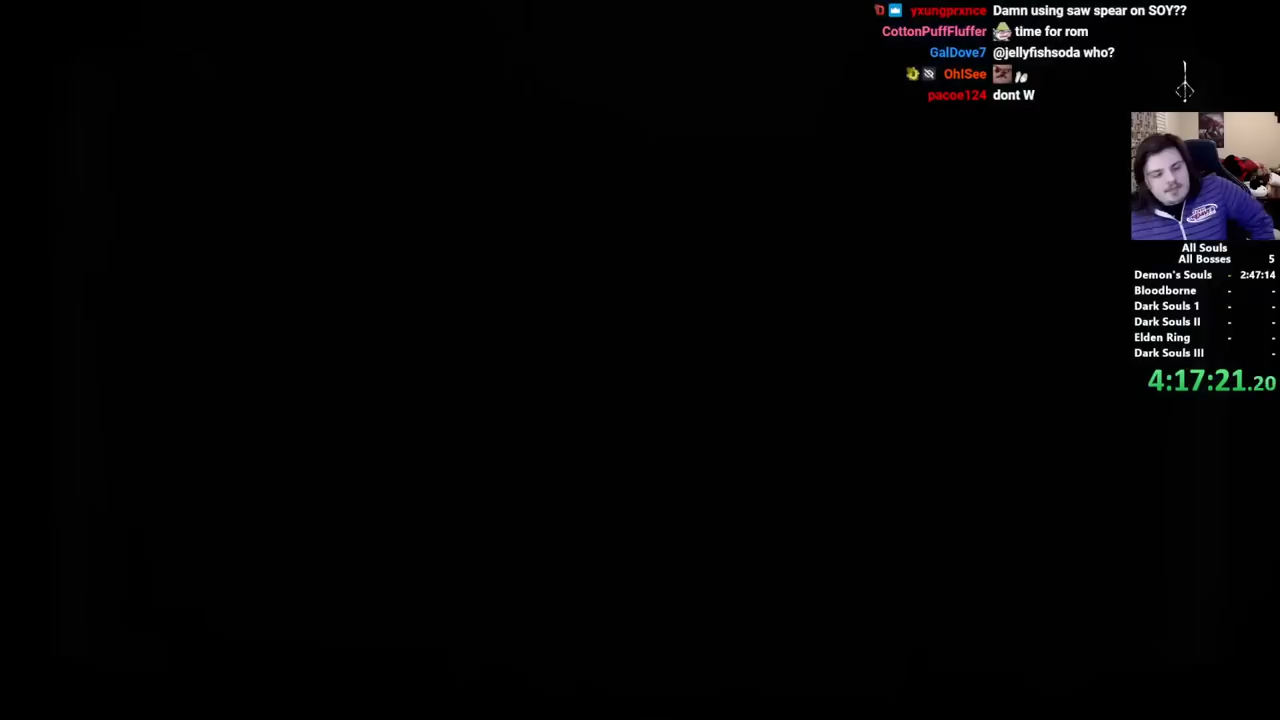 yxungprxnce Damn using saw spear on SOY??
CottonPuffFluffer time for rom
GalDove7 @jellyfishsoda who?
OhISee
pacoe124 dont W
All Souls
All Bosses 5
Demon's Souls - 2:47:14
Bloodborne - -
Dark Souls 1 - -
Dark Souls II - -
Elden Ring - -
Dark Souls III -
4:17:21.20